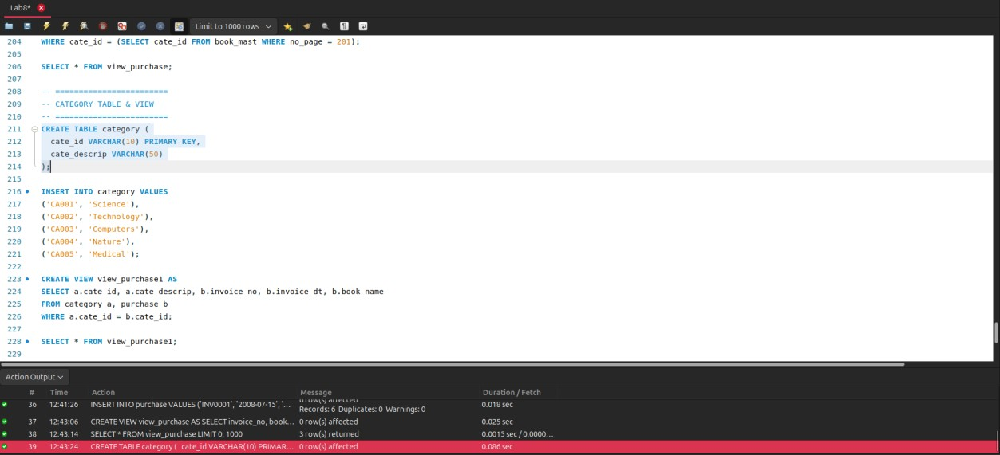 Lab8*
Limit to 1000 rows
204 WHERE cate_id = (SELECT cate_id FROM book_mast WHERE no_page = 201);
205
206 SELECT * FROM view_purchase;
207
208 -- ========================
209 -- CATEGORY TABLE & VIEW
210 -- ========================
211 CREATE TABLE category (
212 cate_id VARCHAR(10) PRIMARY KEY,
213 cate_descrip VARCHAR(50)
214 );
215
216 INSERT INTO category VALUES
217 ('CA001', 'Science'),
218 ('CA002', 'Technology'),
219 ('CA003', 'Computers'),
220 ('CA004', 'Nature'),
221 ('CA005', 'Medical');
222
223 CREATE VIEW view_purchase1 AS
224 SELECT a.cate_id, a.cate_descrip, b.invoice_no, b.invoice_dt, b.book_name
225 FROM category a, purchase b
226 WHERE a.cate_id = b.cate_id;
227
228 SELECT * FROM view_purchase1;
229
Action Output
# Time Action Message Duration / Fetch
36 12:41:26 INSERT INTO purchase VALUES ('INV0001', '2008-07-15', '... 6 row(s) affected 0.018 sec
Records: 6 Duplicates: 0 Warnings: 0
37 12:43:06 CREATE VIEW view_purchase AS SELECT invoice_no, book... 0 row(s) affected 0.025 sec
38 12:43:14 SELECT * FROM view_purchase LIMIT 0, 1000 3 row(s) returned 0.0015 sec / 0.0000...
39 12:43:24 CREATE TABLE category ( cate_id VARCHAR(10) PRIMAR... 0 row(s) affected 0.086 sec